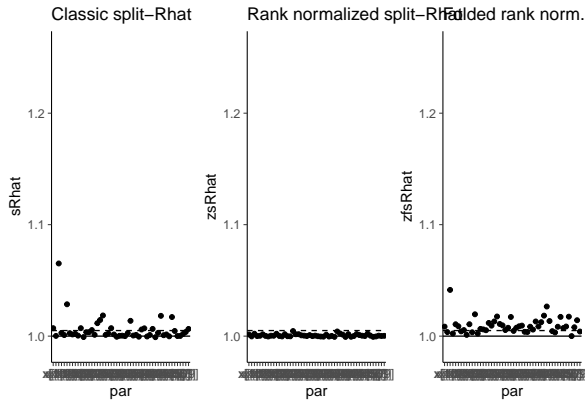 Classic split−Rhat
Rank normalized split−Rhat
Folded rank norm.
sRhat
1.2
1.1
1.0
par
zsRhat
1.2
1.1
1.0
par
zfsRhat
1.2
1.1
1.0
par